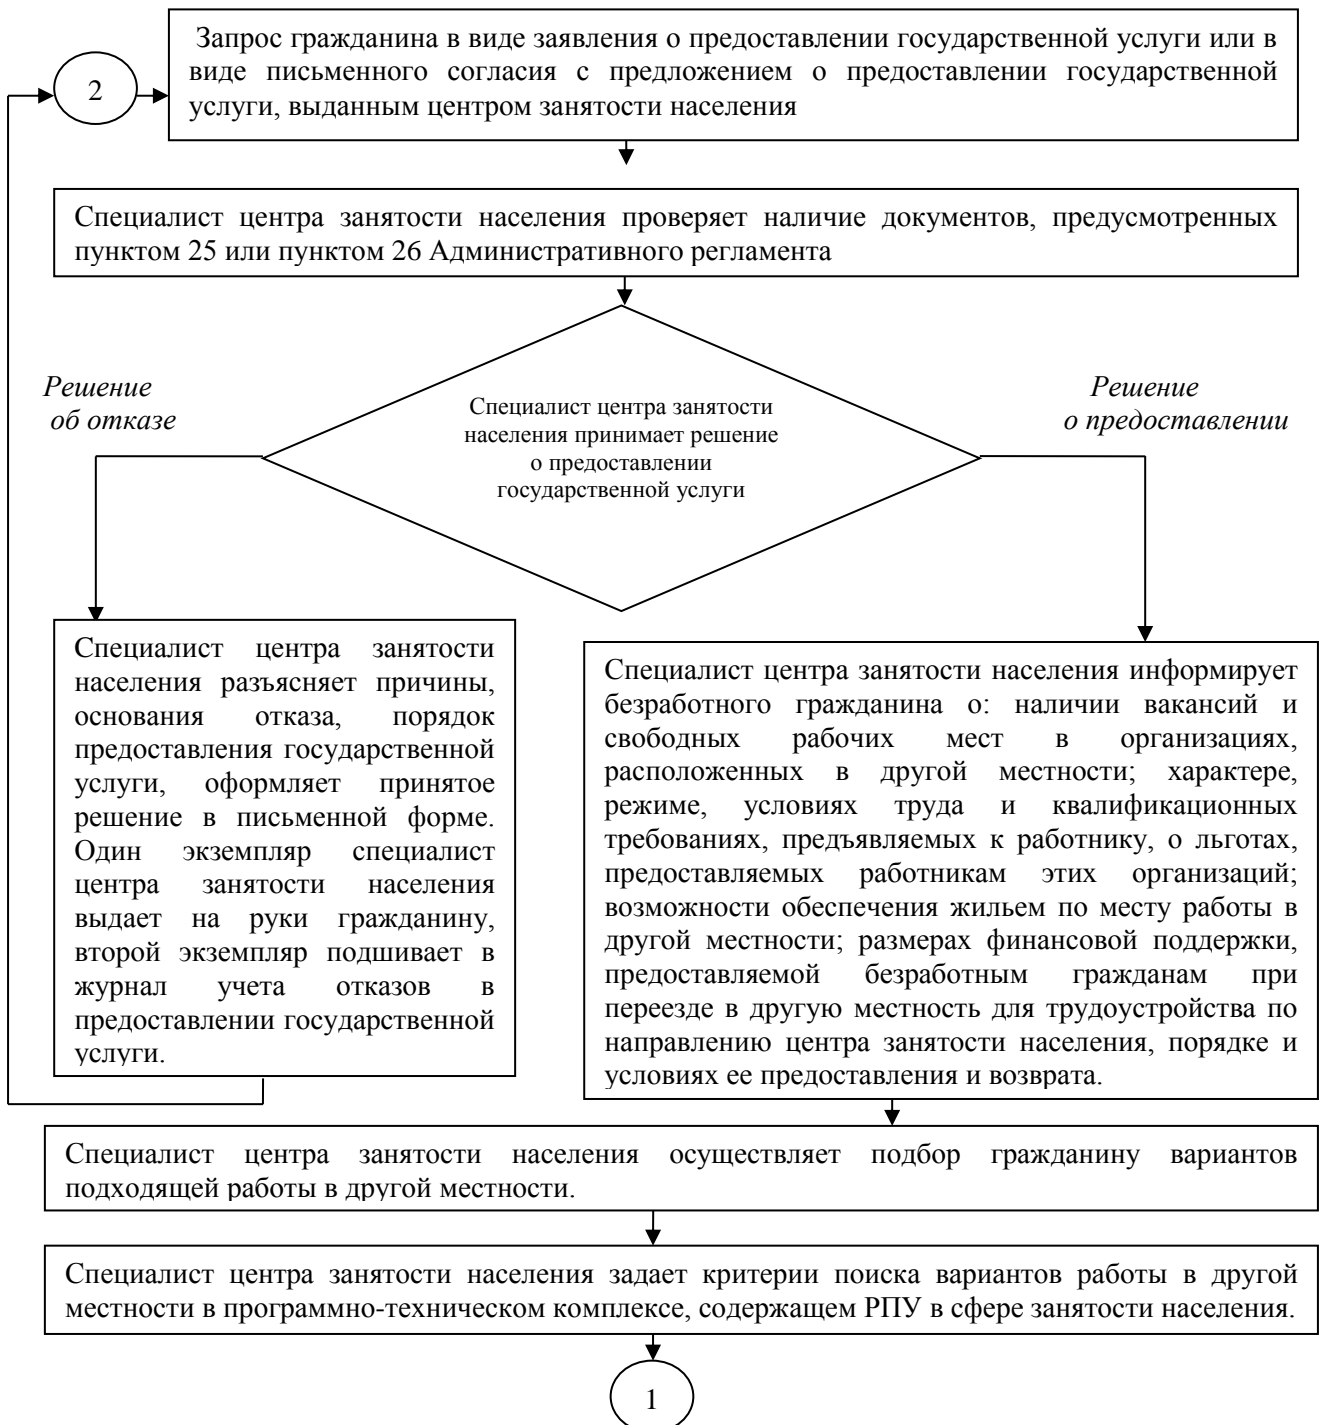 Запрос гражданина в виде заявления о предоставлении государственной услуги или в
виде письменного согласия с предложением о предоставлении государственной
услуги, выданным центром занятости населения
2
Специалист центра занятости населения проверяет наличие документов, предусмотренных
пунктом 25 или пунктом 26 Административного регламента
Решение
об отказе
Специалист центра занятости
населения принимает решение
о предоставлении
государственной услуги
Решение
о предоставлении
Специалист центра занятости
населения разъясняет причины,
основания отказа, порядок
предоставления государственной
услуги, оформляет принятое
решение в письменной форме.
Один экземпляр специалист
центра занятости населения
выдает на руки гражданину,
второй экземпляр подшивает в
журнал учета отказов в
предоставлении государственной
услуги.
Специалист центра занятости населения информирует
безработного гражданина о: наличии вакансий и
свободных рабочих мест в организациях,
расположенных в другой местности; характере,
режиме, условиях труда и квалификационных
требованиях, предъявляемых к работнику, о льготах,
предоставляемых работникам этих организаций;
возможности обеспечения жильем по месту работы в
другой местности; размерах финансовой поддержки,
предоставляемой безработным гражданам при
переезде в другую местность для трудоустройства по
направлению центра занятости населения, порядке и
условиях ее предоставления и возврата.
Специалист центра занятости населения осуществляет подбор гражданину вариантов
подходящей работы в другой местности.
Специалист центра занятости населения задает критерии поиска вариантов работы в другой
местности в программно-техническом комплексе, содержащем РПУ в сфере занятости населения.
1